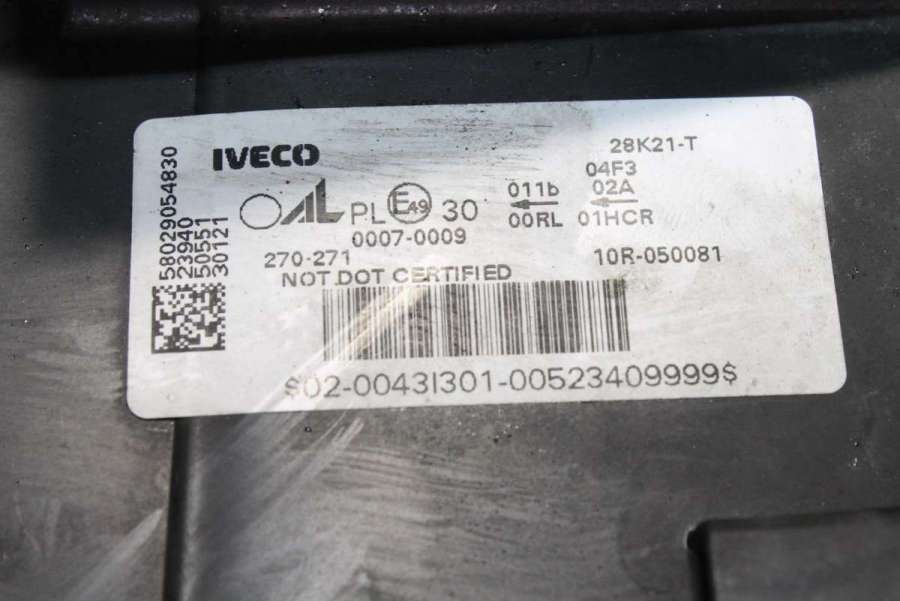 IVECO
28K21-T
04F3
011b 02A
AL PL E49 30
00RL 01HCR
0007-0009
270-271
10R-050081
NOT DOT CERTIFIED
$02-0043I301-00523409999$
58029054830
23940
50551
30121